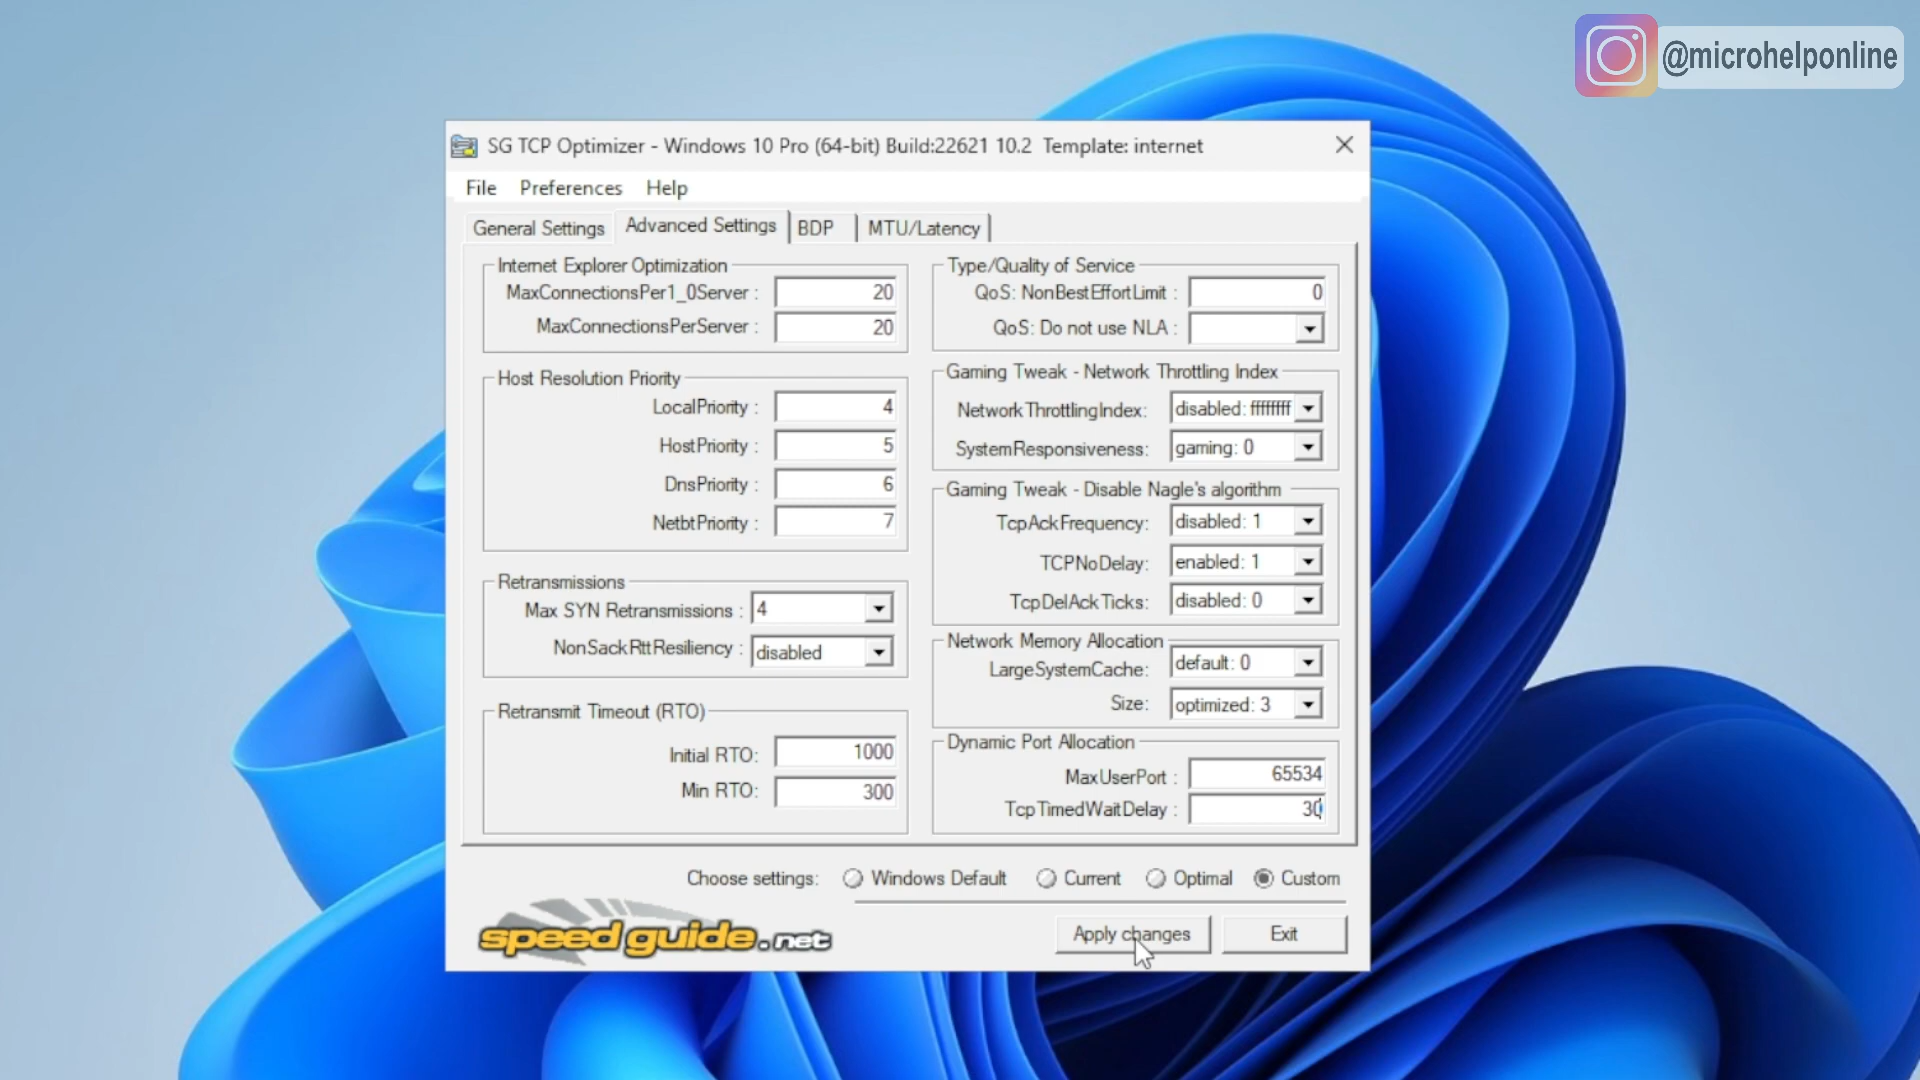 @microhelponline
SG TCP Optimizer - Windows 10 Pro (64-bit) Build:22621 10.2 Template: internet
File Preferences Help
General Settings Advanced Settings BDP MTU/Latency
Internet Explorer Optimization
MaxConnectionsPer1_0Server : 20
MaxConnectionsPerServer : 20
Host Resolution Priority
LocalPriority : 4
HostPriority : 5
DnsPriority : 6
NetbtPriority : 7
Retransmissions
Max SYN Retransmissions : 4
NonSackRttResiliency : disabled
Retransmit Timeout (RTO)
Initial RTO: 1000
Min RTO: 300
Type/Quality of Service
QoS: NonBestEffortLimit : 0
QoS: Do not use NLA :
Gaming Tweak - Network Throttling Index
NetworkThrottlingIndex: disabled: ffffffff
SystemResponsiveness: gaming: 0
Gaming Tweak - Disable Nagle's algorithm
TcpAckFrequency: disabled: 1
TCPNoDelay: enabled: 1
TcpDelAckTicks: disabled: 0
Network Memory Allocation
LargeSystemCache: default: 0
Size: optimized: 3
Dynamic Port Allocation
MaxUserPort : 65534
TcpTimedWaitDelay : 30
Choose settings: Windows Default Current Optimal Custom
speed guide.net
Apply changes Exit